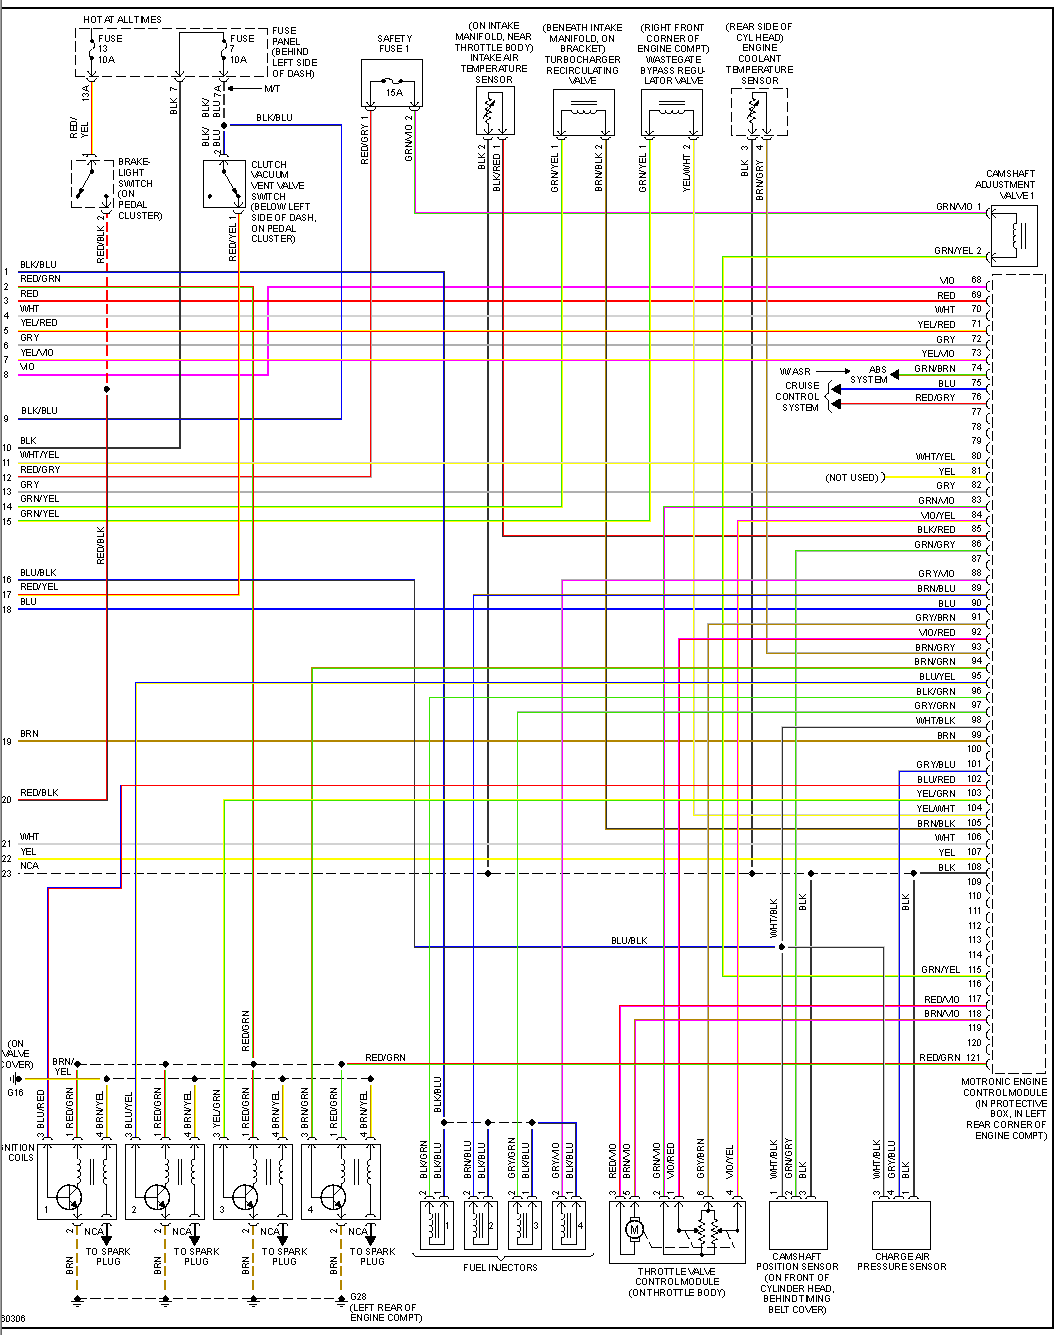 HOT AT ALL TIMES
FUSE
13
10A
FUSE
7
10A
FUSE
PANEL
(BEHIND
LEFT SIDE
OF DASH)
SAFETY
FUSE 1
15A
(ON INTAKE
MANIFOLD, NEAR
THROTTLE BODY)
INTAKE AIR
TEMPERATURE
SENSOR
(BENEATH INTAKE
MANIFOLD, ON
BRACKET)
TURBOCHARGER
RECIRCULATING
VALVE
(RIGHT FRONT
CORNER OF
ENGINE COMPT)
WASTEGATE
BYPASS REGU-
LATOR VALVE
(REAR SIDE OF
CYL HEAD)
ENGINE
COOLANT
TEMPERATURE
SENSOR
13A
BLK 7
BLK/
BLU 7A
M/T
RED/
YEL
BLK/
BLU 2
BLK/BLU
RED/GRY 1
GRN/VIO 2
BLK 2
BLK/RED 1
GRN/YEL 1
BRN/BLK 2
GRN/YEL 1
YEL/WHT 2
BLK 3
BRN/GRY 4
BRAKE-
LIGHT
SWITCH
(ON
PEDAL
CLUSTER)
CLUTCH
VACUUM
VENT VALVE
SWITCH
(BELOW LEFT
SIDE OF DASH,
ON PEDAL
CLUSTER)
RED/BLK 2
RED/YEL 1
CAMSHAFT
ADJUSTMENT
VALVE 1
GRN/VIO 1
GRN/YEL 2
1 BLK/BLU
2 RED/GRN
3 RED
4 WHT
5 YEL/RED
6 GRY
7 YEL/VIO
8 VIO
9 BLK/BLU
10 BLK
11 WHT/YEL
12 RED/GRY
13 GRY
14 GRN/YEL
15 GRN/YEL
RED/BLK
16 BLU/BLK
17 RED/YEL
18 BLU
19 BRN
20 RED/BLK
21 WHT
22 YEL
23 NCA
VIO 68
RED 69
WHT 70
YEL/RED 71
GRY 72
YEL/VIO 73
W/ASR
ABS
SYSTEM
GRN/BRN 74
CRUISE
CONTROL
SYSTEM
BLU 75
RED/GRY 76
77
78
79
WHT/YEL 80
(NOT USED)
YEL 81
GRY 82
GRN/VIO 83
VIO/YEL 84
BLK/RED 85
GRN/GRY 86
87
GRY/VIO 88
BRN/BLU 89
BLU 90
GRY/BRN 91
VIO/RED 92
BRN/GRY 93
BRN/GRN 94
BLU/YEL 95
BLK/GRN 96
GRY/GRN 97
WHT/BLK 98
BRN 99
100
GRY/BLU 101
BLU/RED 102
YEL/GRN 103
YEL/WHT 104
BRN/BLK 105
WHT 106
YEL 107
BLK 108
109
110
111
112
113
114
GRN/YEL 115
116
RED/VIO 117
BRN/VIO 118
119
120
RED/GRN 121
WHT/BLK
BLK
BLK
BLU/BLK
MOTRONIC ENGINE
CONTROL MODULE
(IN PROTECTIVE
BOX, IN LEFT
REAR CORNER OF
ENGINE COMPT)
(ON
VALVE
COVER)
G16
BRN/
YEL
RED/GRN
RED/GRN
BLK/BLU
3 BLU/RED
1 RED/GRN
4 BRN/YEL
3 BLU/YEL
1 RED/GRN
4 BRN/YEL
3 YEL/GRN
1 RED/GRN
4 BRN/YEL
3 BRN/GRN
1 RED/GRN
4 BRN/YEL
2 BLK/GRN
1 BLK/BLU
2 BRN/BLU
1 BLK/BLU
2 GRY/GRN
1 BLK/BLU
2 GRY/VIO
1 BLK/BLU
3 RED/VIO
5 BRN/VIO
2 GRN/VIO
1 VIO/RED
6 GRY/BRN
4 VIO/YEL
1 WHT/BLK
2 GRN/GRY
3 BLK
3 WHT/BLK
4 GRY/BLU
1 BLK
GNITION
COILS
1
2
3
4
1
2
3
4
M
2
NCA
2
NCA
2
NCA
2
NCA
TO SPARK
PLUG
TO SPARK
PLUG
TO SPARK
PLUG
TO SPARK
PLUG
BRN
BRN
BRN
BRN
G28
(LEFT REAR OF
ENGINE COMPT)
FUEL INJECTORS
THROTTLE VALVE
CONTROL MODULE
(ON THROTTLE BODY)
CAMSHAFT
POSITION SENSOR
(ON FRONT OF
CYLINDER HEAD,
BEHIND TIMING
BELT COVER)
CHARGE AIR
PRESSURE SENSOR
60306